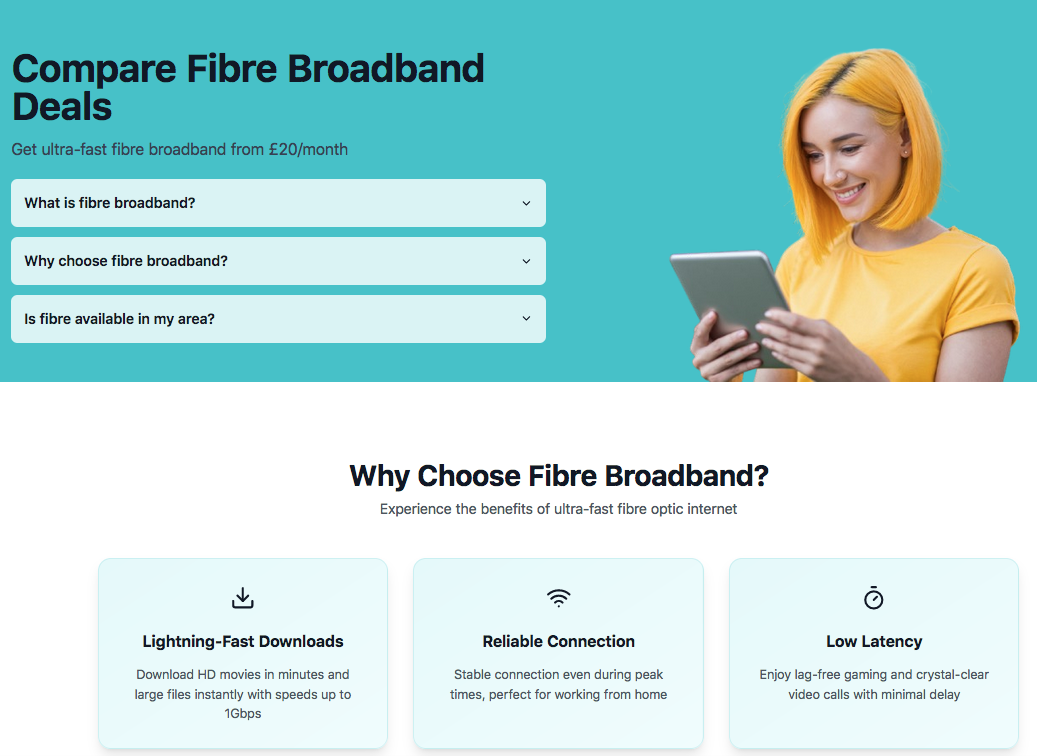 Compare Fibre Broadband
Deals
Get ultra-fast fibre broadband from £20/month
What is fibre broadband?
Why choose fibre broadband?
Is fibre available in my area?
Why Choose Fibre Broadband?
Experience the benefits of ultra-fast fibre optic internet
Lightning-Fast Downloads
Download HD movies in minutes and
large files instantly with speeds up to
1Gbps
Reliable Connection
Stable connection even during peak
times, perfect for working from home
Low Latency
Enjoy lag-free gaming and crystal-clear
video calls with minimal delay